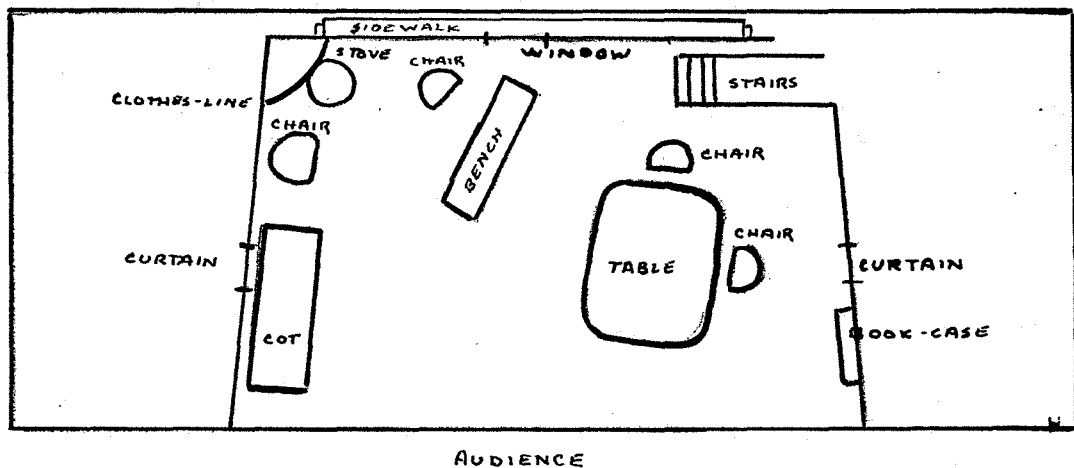 SIDEWALK
STOVE
CHAIR
WINDOW
STAIRS
CLOTHES-LINE
CHAIR
BENCH
CHAIR
CHAIR
CURTAIN
TABLE
CURTAIN
COT
BOOK-CASE
AUDIENCE